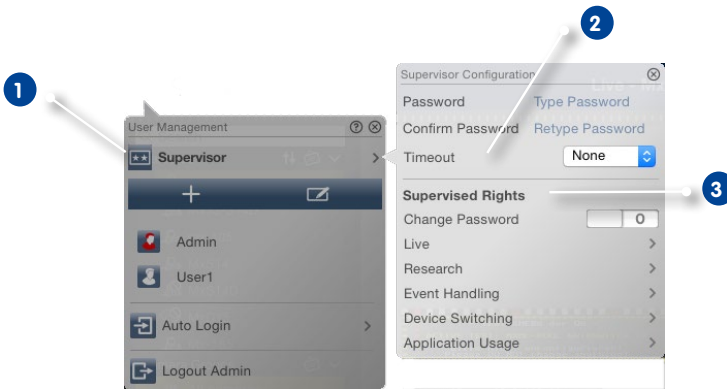 1
2
3
User Management
Supervisor
+
Admin
User1
Auto Login
Logout Admin
Supervisor Configuration
Password Type Password
Confirm Password Retype Password
Timeout None
Supervised Rights
Change Password O
Live
Research
Event Handling
Device Switching
Application Usage